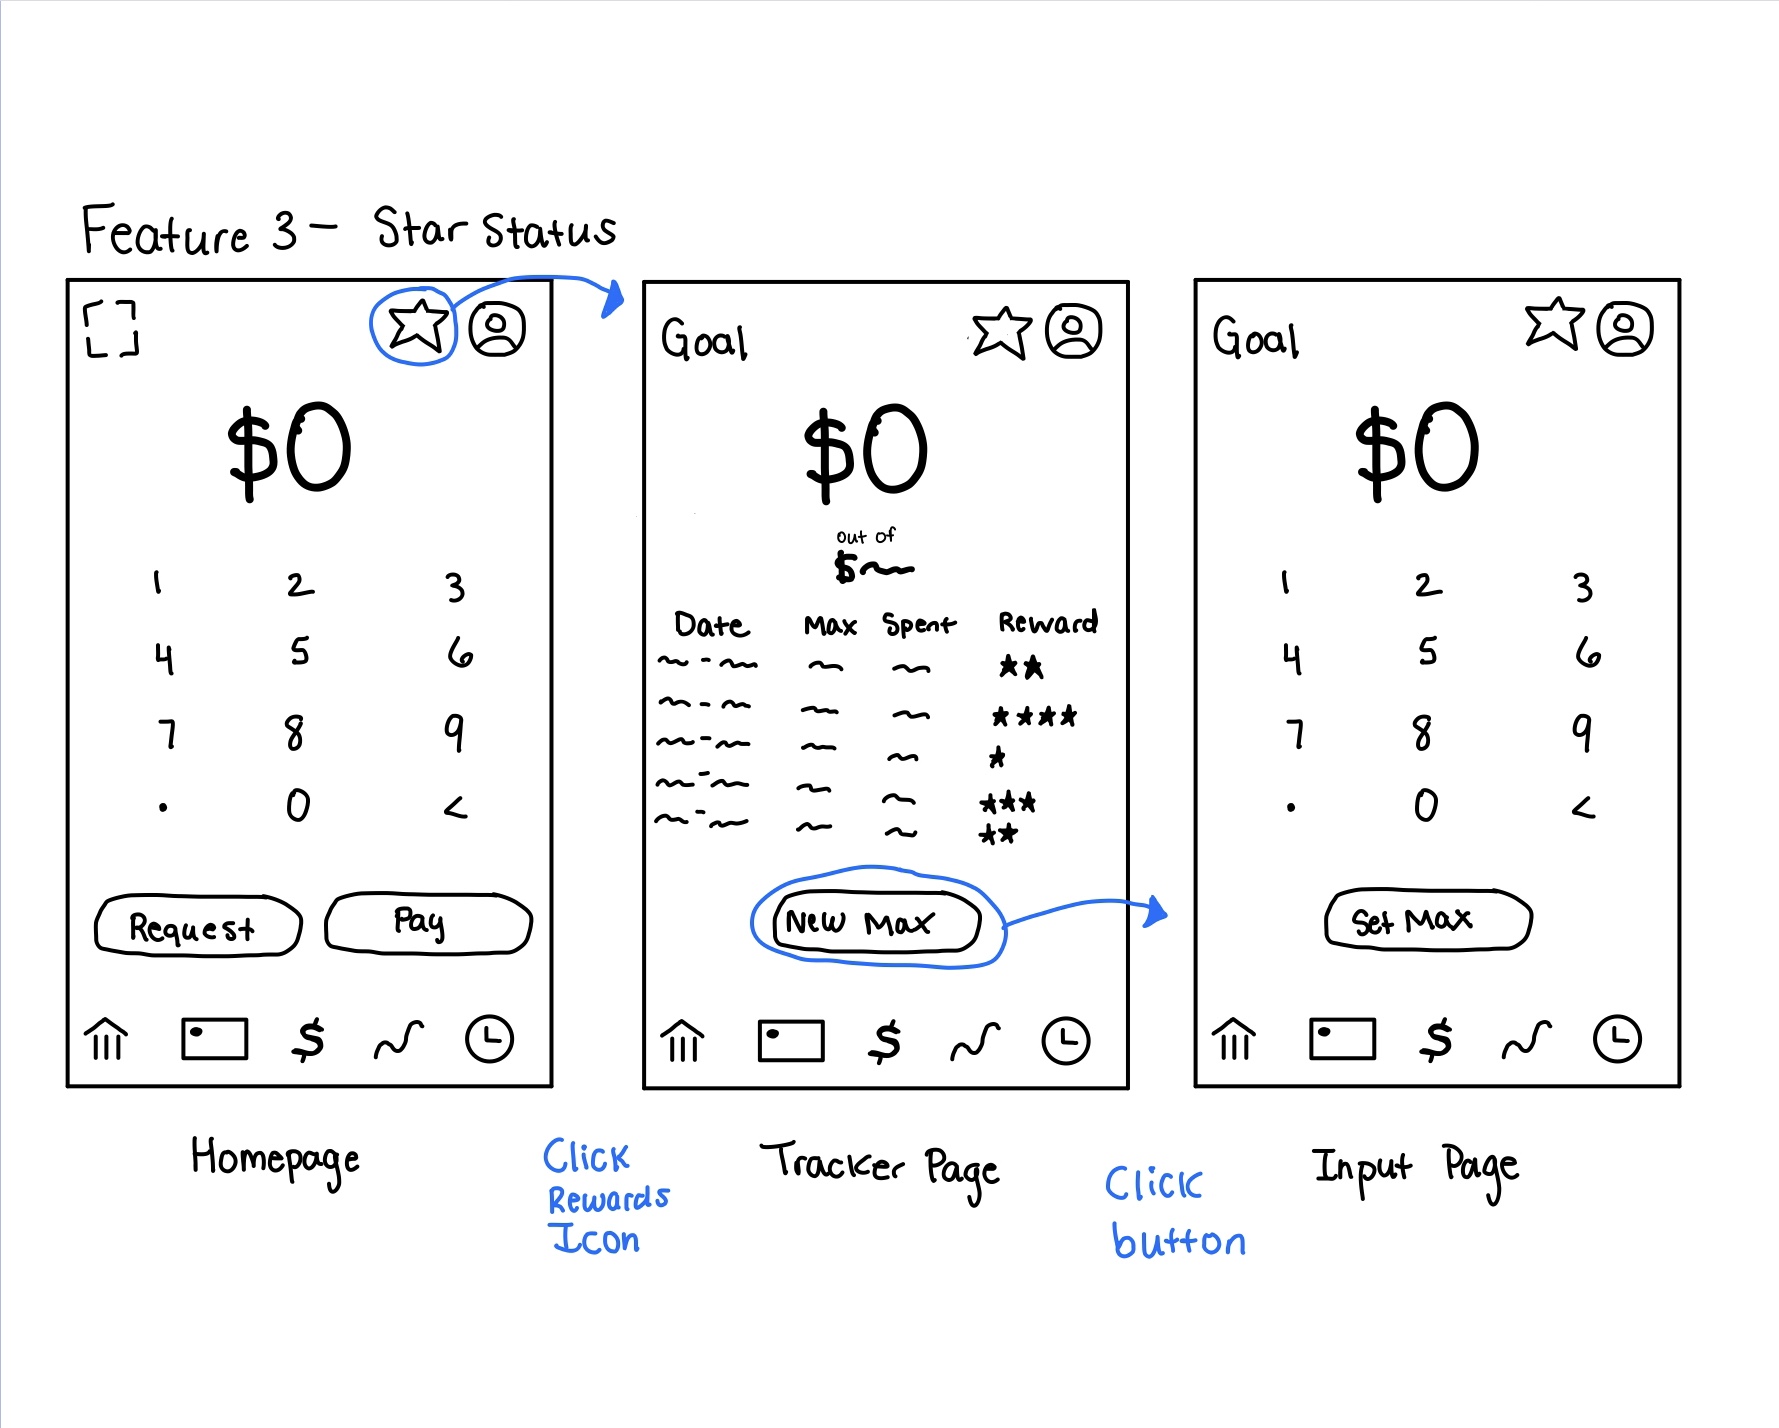 Feature 3 - Star Status
$0
1 2 3
4 5 6
7 8 9
. 0 <
Request Pay
$
Homepage
Click
Rewards
Icon
Goal
$0
out of
$
Date Max Spent Reward
New Max
$
Tracker Page
Click
button
Goal
$0
1 2 3
4 5 6
7 8 9
. 0 <
Set Max
$
Input Page